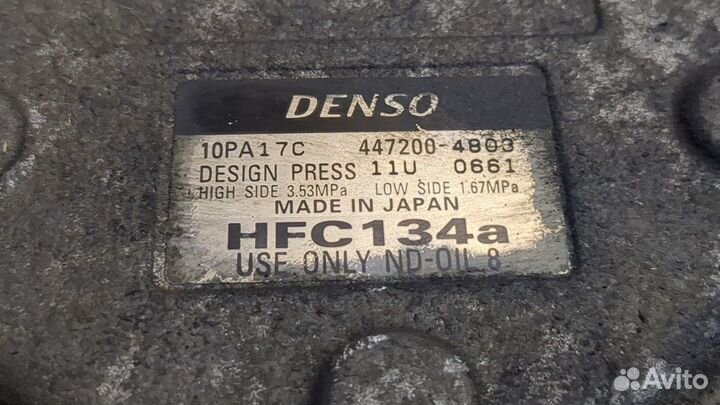 DENSO
10PA17C 447200-4803
DESIGN PRESS 11U 0661
HIGH SIDE 3.53MPa LOW SIDE 1.67MPa
MADE IN JAPAN
HFC134a
USE ONLY ND-OIL 8
Avito